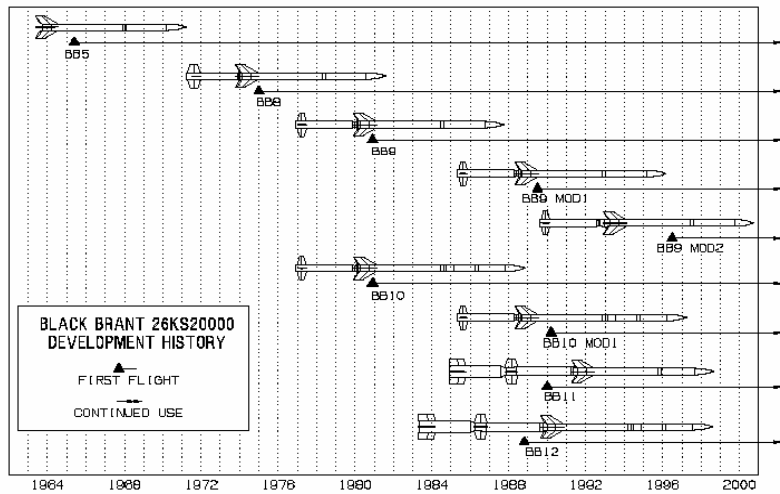 BB5
BB8
BB9
BB9 MOD1
BB9 MOD2
BB10
BLACK BRANT 26KS20000
DEVELOPMENT HISTORY
FIRST FLIGHT
CONTINUED USE
BB10 MOD1
BB11
BB12
1964 1968 1972 1976 1980 1984 1988 1992 1996 2000